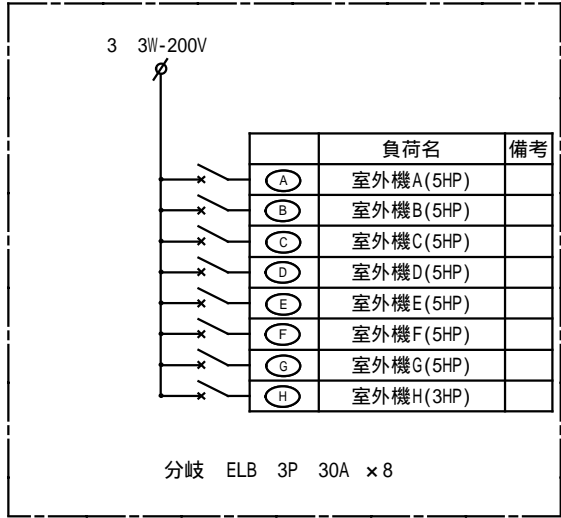 3 3W-200V
負荷名 備考
A 室外機A(5HP)
B 室外機B(5HP)
C 室外機C(5HP)
D 室外機D(5HP)
E 室外機E(5HP)
F 室外機F(5HP)
G 室外機G(5HP)
H 室外機H(3HP)
分岐 ELB 3P 30A ×8